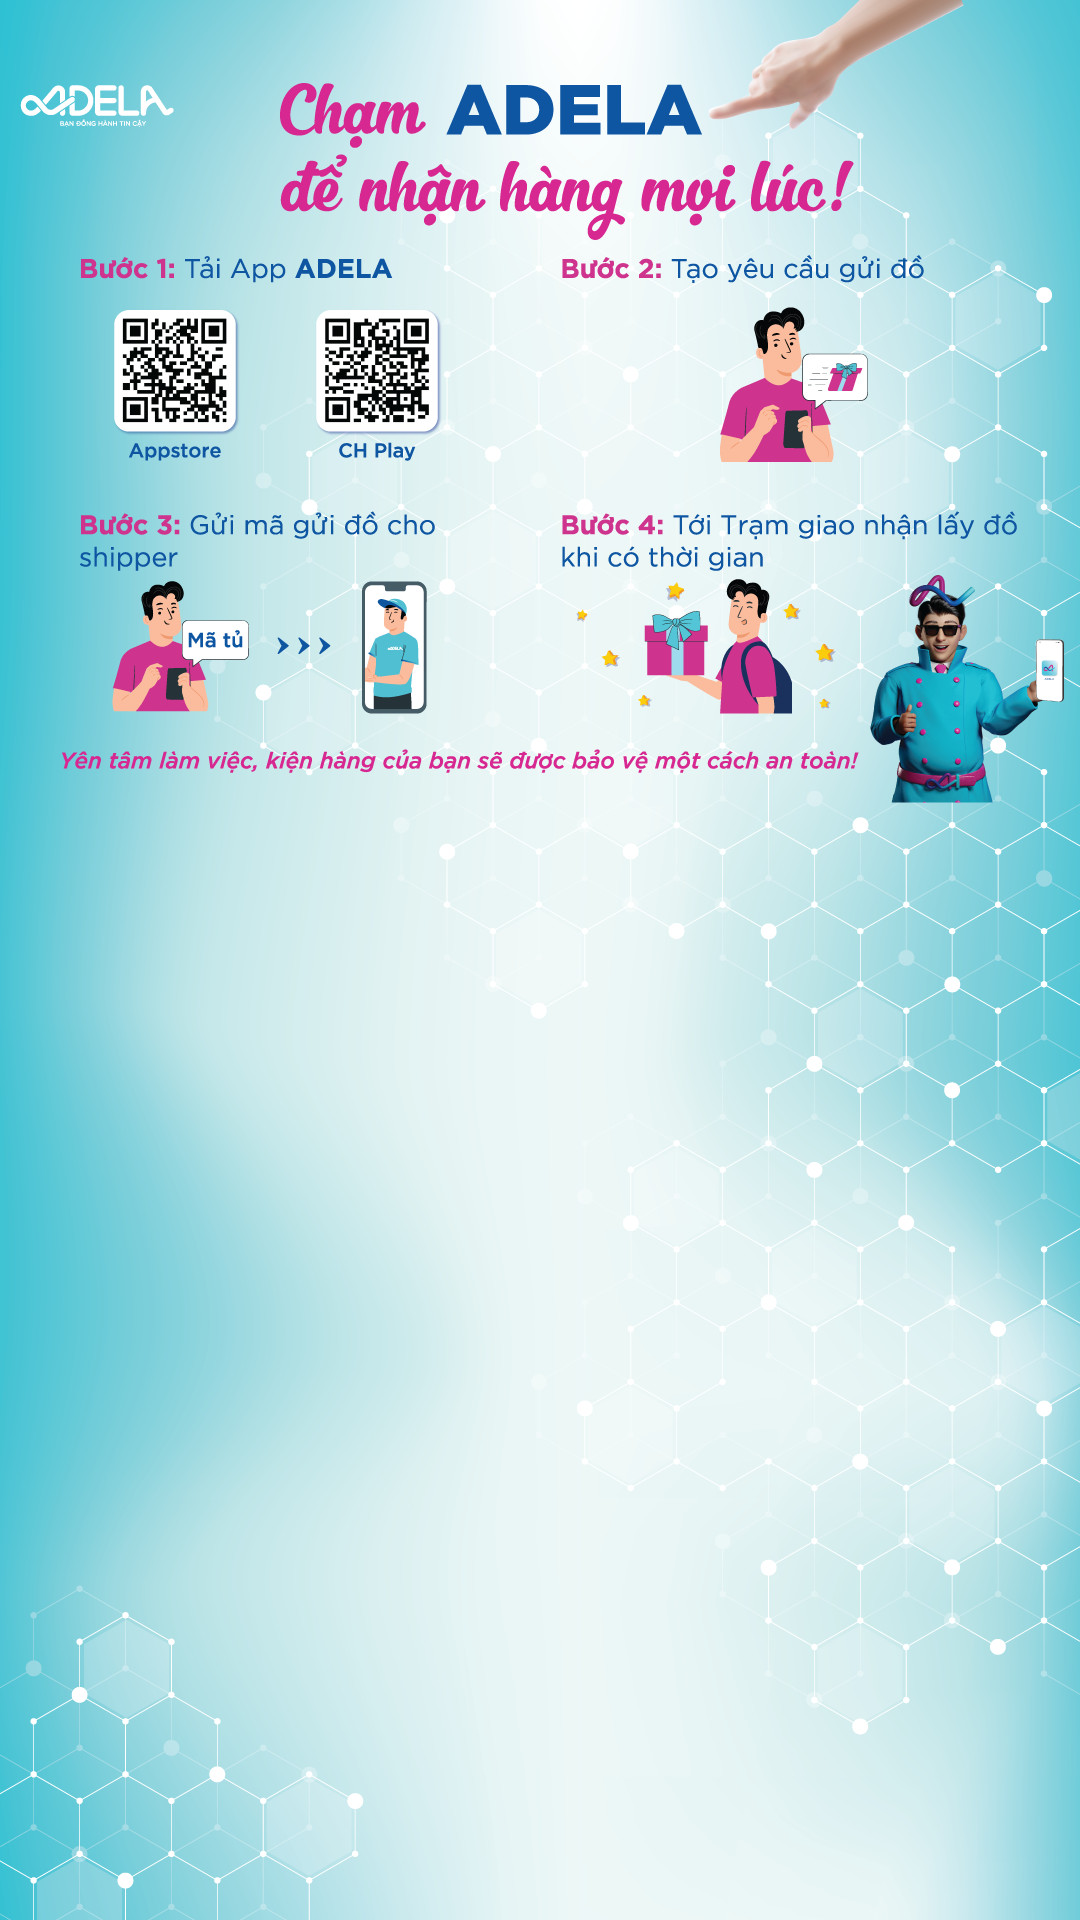 ADELA
BẠN ĐỒNG HÀNH TIN CẬY
Chạm ADELA
để nhận hàng mọi lúc!
Bước 1: Tải App ADELA
Appstore
CH Play
Bước 2: Tạo yêu cầu gửi đồ
Bước 3: Gửi mã gửi đồ cho
shipper
Mã tủ
Bước 4: Tới Trạm giao nhận lấy đồ
khi có thời gian
Yên tâm làm việc, kiện hàng của bạn sẽ được bảo vệ một cách an toàn!